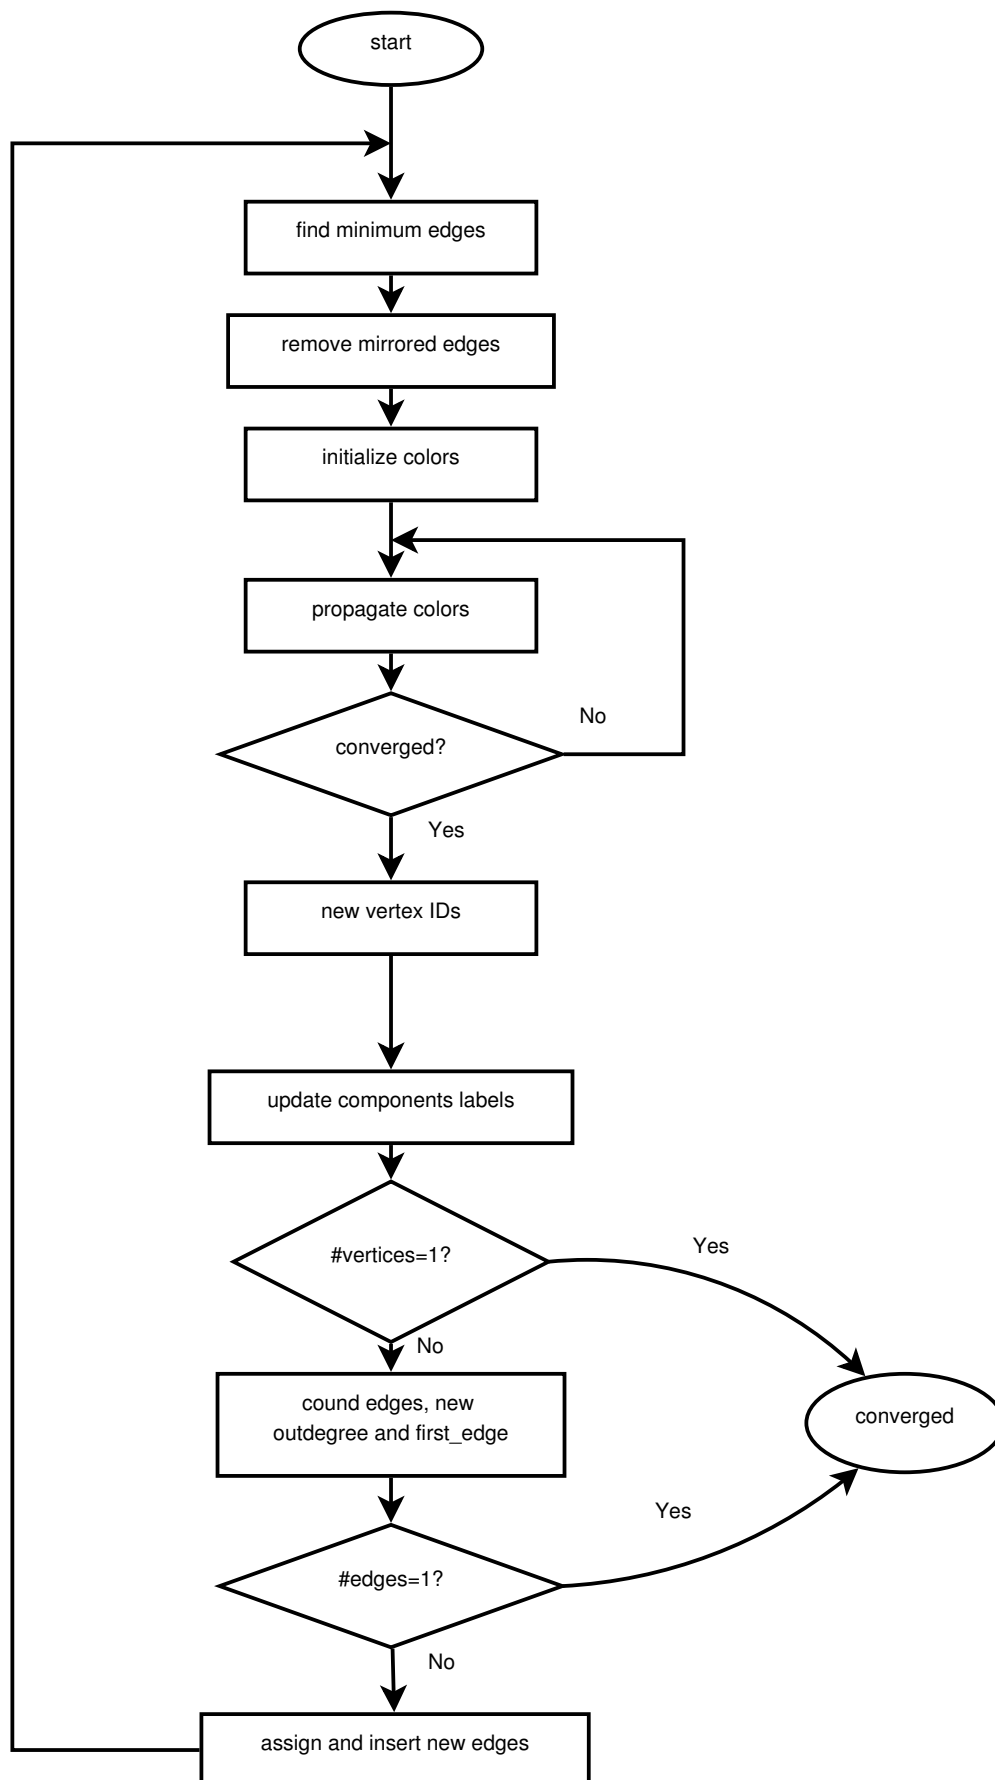 start
find minimum edges
remove mirrored edges
initialize colors
propagate colors
No
converged?
Yes
new vertex IDs
update components labels
#vertices=1?
Yes
No
cound edges, new
outdegree and first_edge
converged
Yes
#edges=1?
No
assign and insert new edges